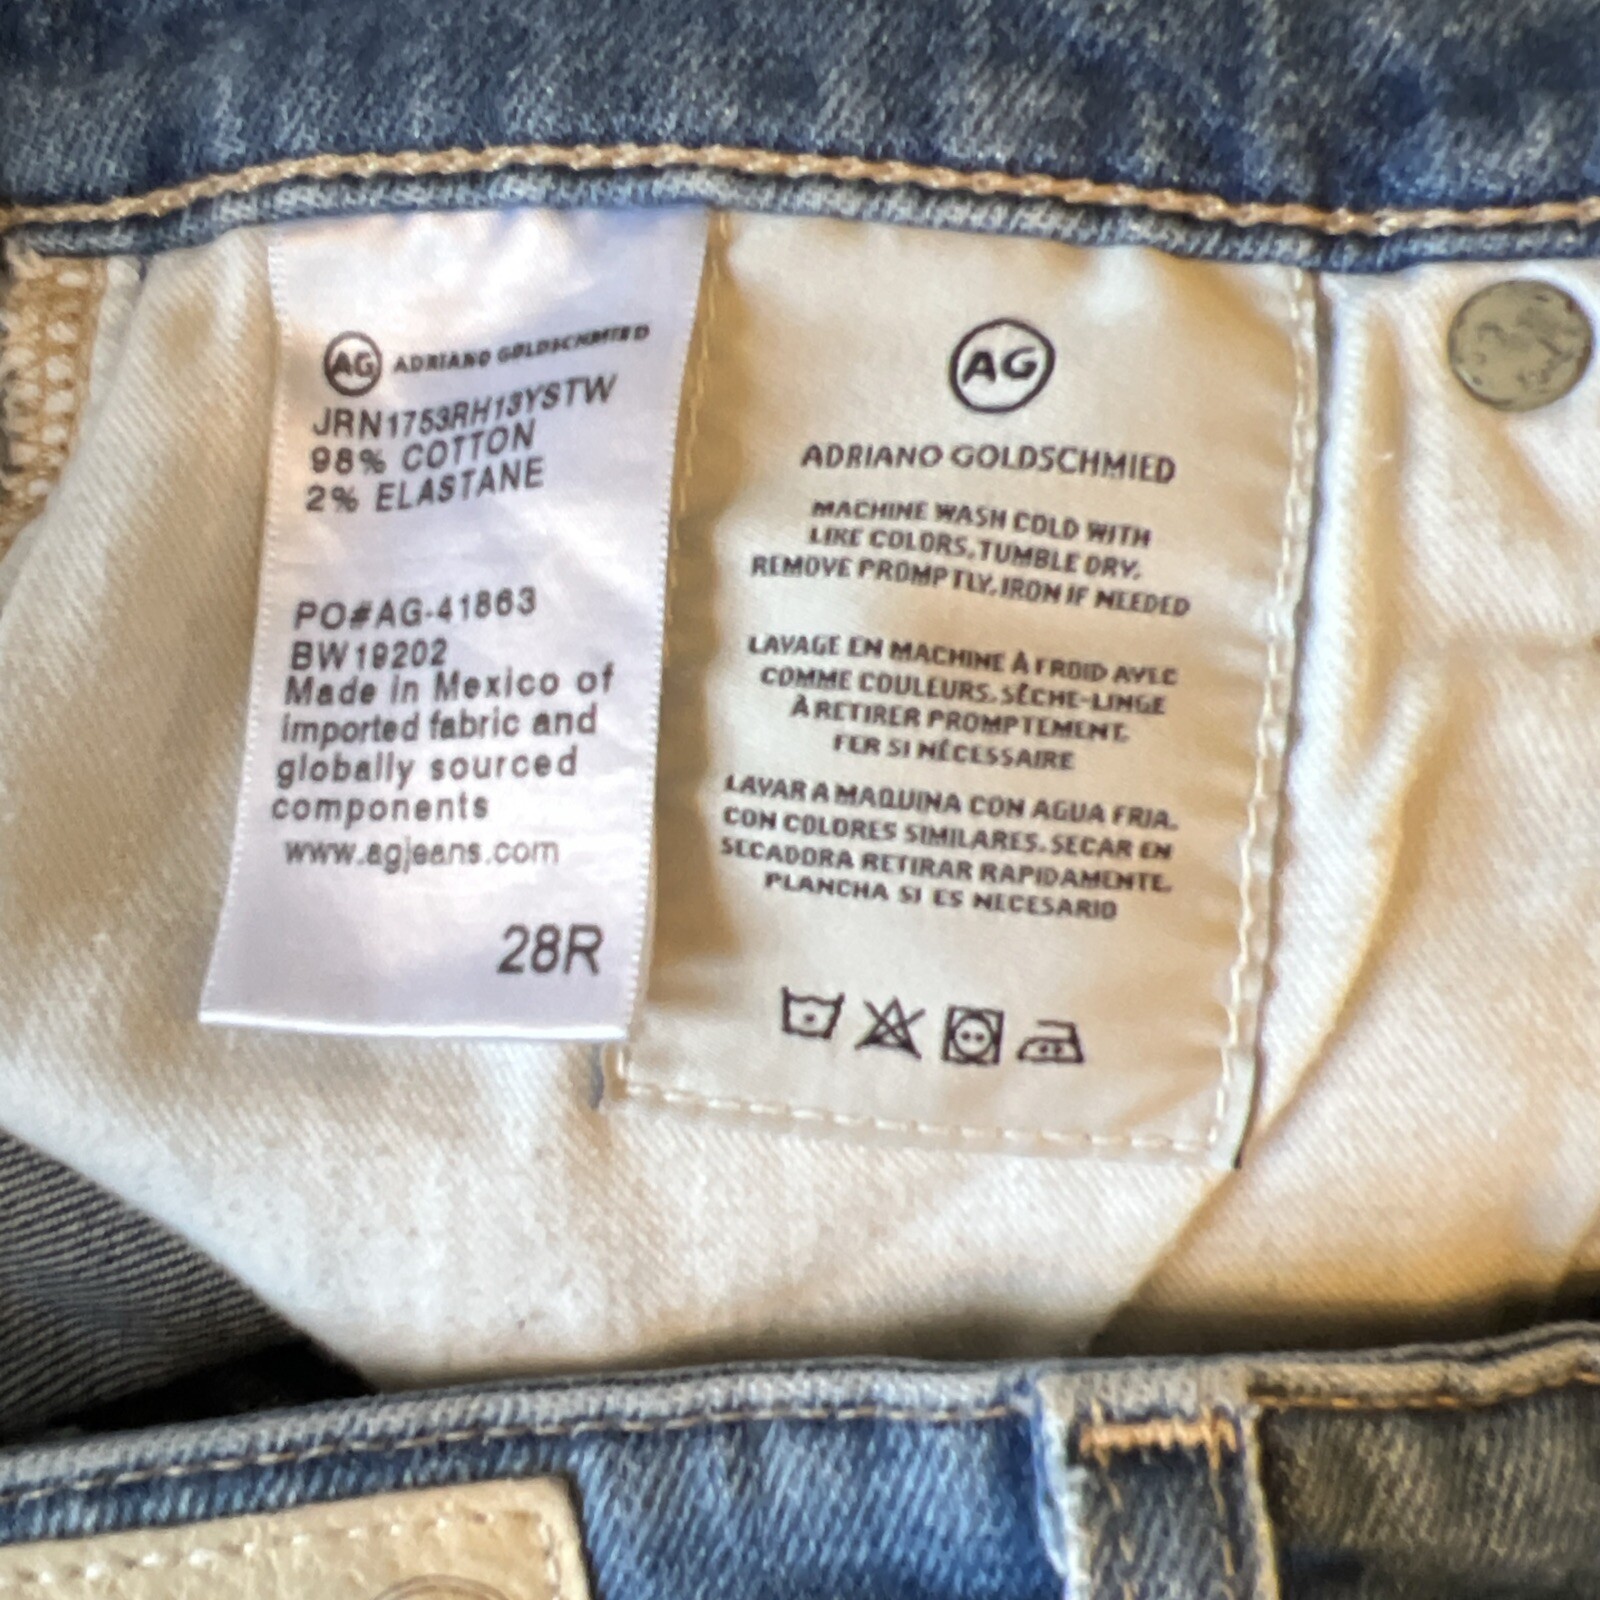 AG ADRIANO GOLDSCHMIED
JRN1753RH13YSTW
98% COTTON
2% ELASTANE
PO#AG-41863
BW19202
Made in Mexico of
imported fabric and
globally sourced
components
www.agjeans.com
28R
AG
ADRIANO GOLDSCHMIED
MACHINE WASH COLD WITH
LIKE COLORS, TUMBLE DRY,
REMOVE PROMPTLY, IRON IF NEEDED
LAVAGE EN MACHINE À FROID AVEC
COMME COULEURS. SÈCHE-LINGE
À RETIRER PROMPTEMENT.
FER SI NÉCESSAIRE
LAVAR A MAQUINA CON AGUA FRIA.
CON COLORES SIMILARES. SECAR EN
SECADORA RETIRAR RAPIDAMENTE.
PLANCHA SI ES NECESARIO